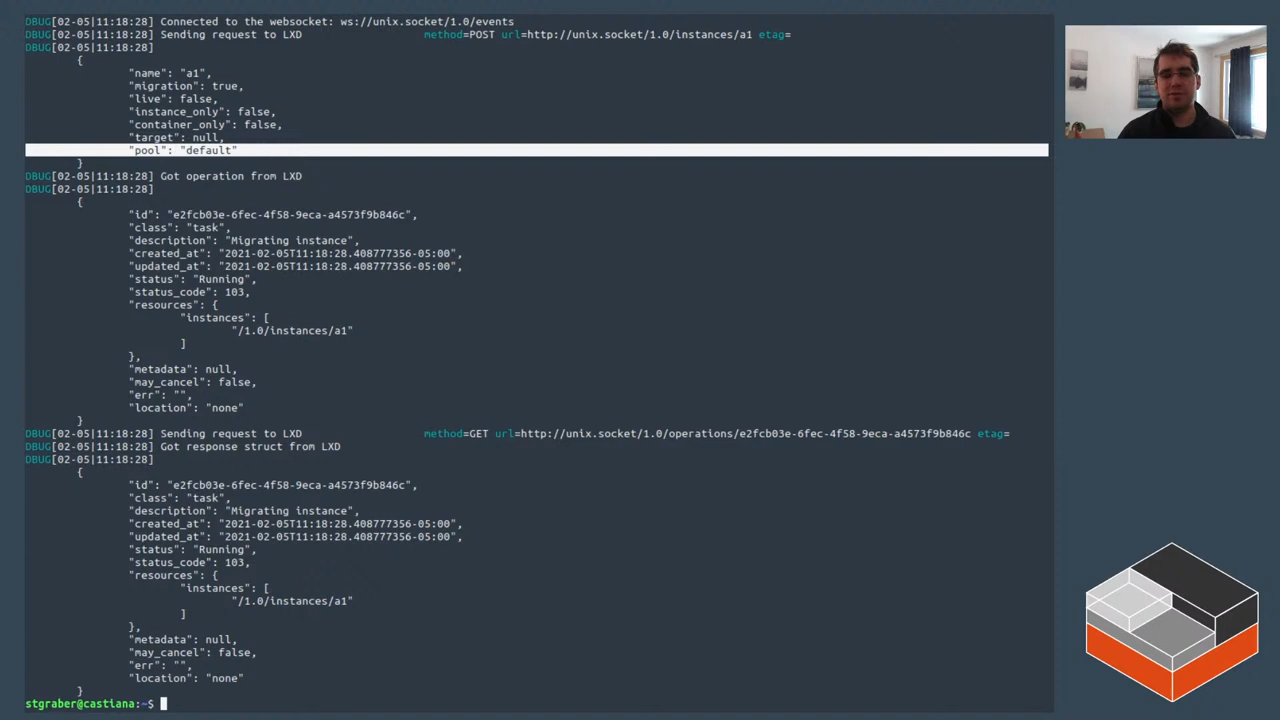 DBUG[02-05|11:18:28] Connected to the websocket: ws://unix.socket/1.0/events
DBUG[02-05|11:18:28] Sending request to LXD method=POST url=http://unix.socket/1.0/instances/a1 etag=
DBUG[02-05|11:18:28]
{
"name": "a1",
"migration": true,
"live": false,
"instance_only": false,
"container_only": false,
"target": null,
"pool": "default"
}
DBUG[02-05|11:18:28] Got operation from LXD
DBUG[02-05|11:18:28]
{
"id": "e2fcb03e-6fec-4f58-9eca-a4573f9b846c",
"class": "task",
"description": "Migrating instance",
"created_at": "2021-02-05T11:18:28.408777356-05:00",
"updated_at": "2021-02-05T11:18:28.408777356-05:00",
"status": "Running",
"status_code": 103,
"resources": {
"instances": [
"/1.0/instances/a1"
]
},
"metadata": null,
"may_cancel": false,
"err": "",
"location": "none"
}
DBUG[02-05|11:18:28] Sending request to LXD method=GET url=http://unix.socket/1.0/operations/e2fcb03e-6fec-4f58-9eca-a4573f9b846c etag=
DBUG[02-05|11:18:28] Got response struct from LXD
DBUG[02-05|11:18:28]
{
"id": "e2fcb03e-6fec-4f58-9eca-a4573f9b846c",
"class": "task",
"description": "Migrating instance",
"created_at": "2021-02-05T11:18:28.408777356-05:00",
"updated_at": "2021-02-05T11:18:28.408777356-05:00",
"status": "Running",
"status_code": 103,
"resources": {
"instances": [
"/1.0/instances/a1"
]
},
"metadata": null,
"may_cancel": false,
"err": "",
"location": "none"
}
stgraber@castiana:~$